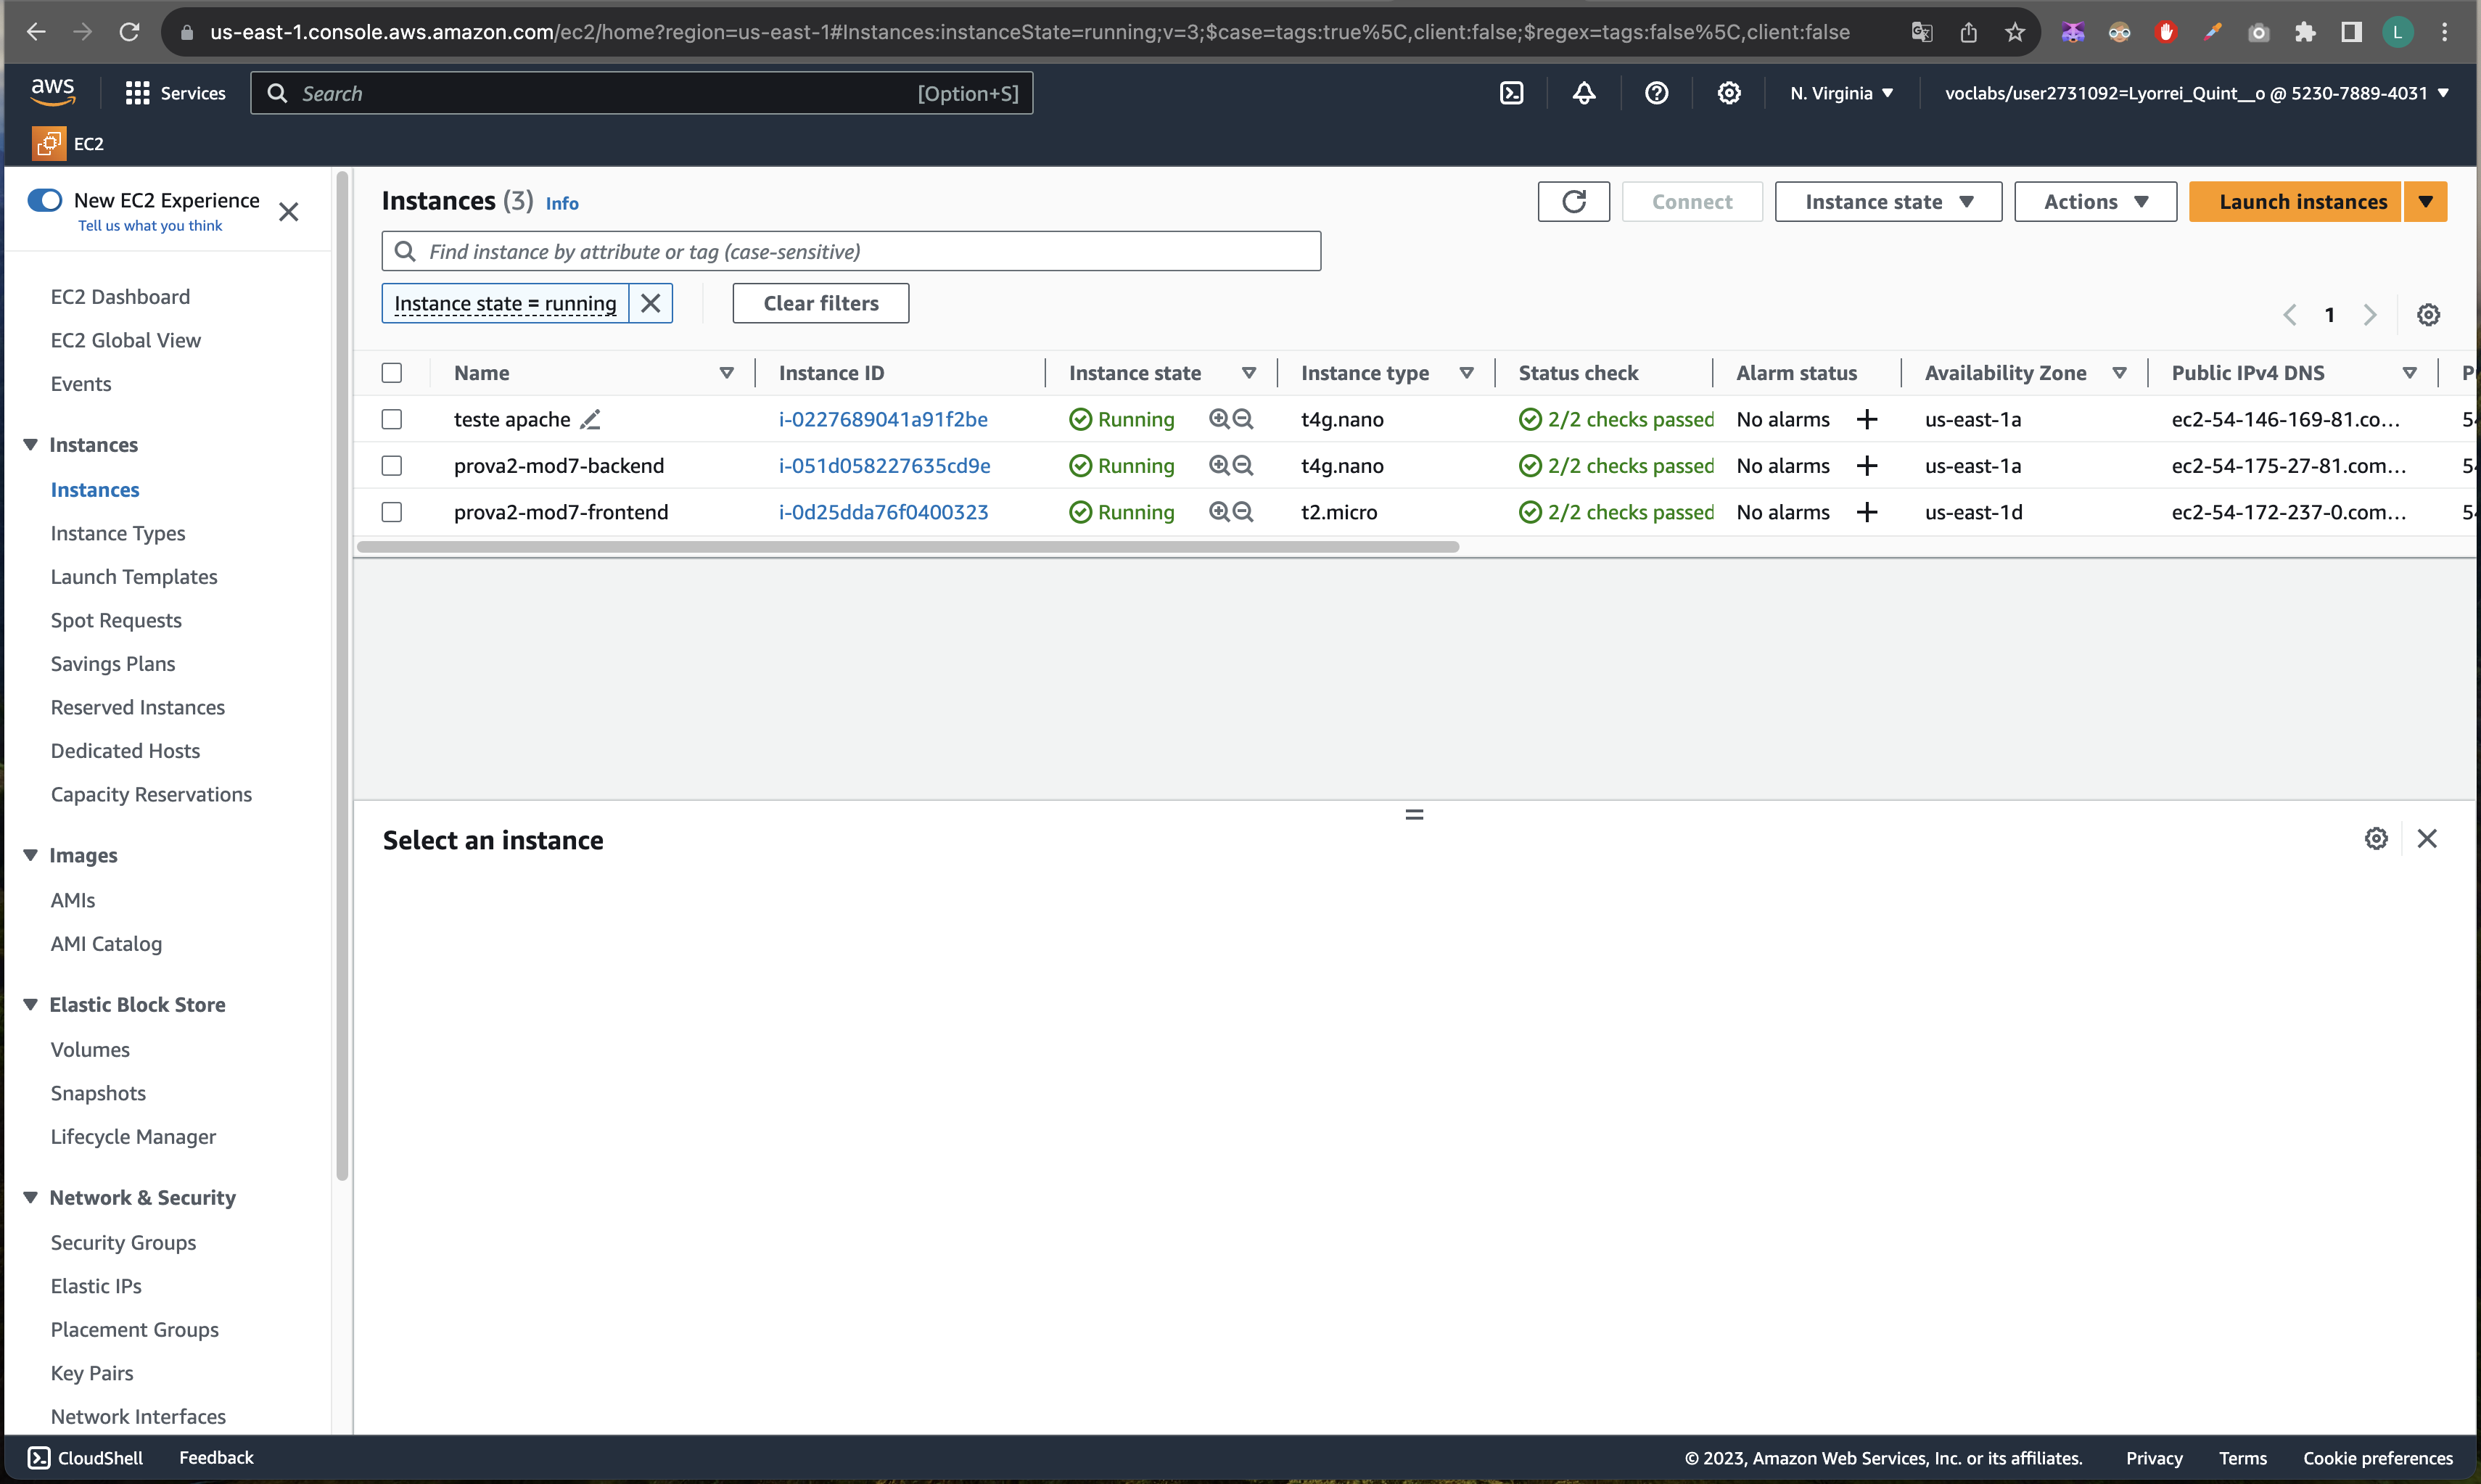 us-east-1.console.aws.amazon.com/ec2/home?region=us-east-1#Instances:instanceState=running;v=3;$case=tags:true%5C,client:false;$regex=tags:false%5C,client:false
L
aws
Services
Search
[Option+S]
N. Virginia
voclabs/user2731092=Lyorrei_Quint__o @ 5230-7889-4031
EC2
New EC2 Experience
Tell us what you think
EC2 Dashboard
EC2 Global View
Events
Instances
Instances
Instance Types
Launch Templates
Spot Requests
Savings Plans
Reserved Instances
Dedicated Hosts
Capacity Reservations
Images
AMIs
AMI Catalog
Elastic Block Store
Volumes
Snapshots
Lifecycle Manager
Network & Security
Security Groups
Elastic IPs
Placement Groups
Key Pairs
Network Interfaces
Instances (3) Info
Connect
Instance state
Actions
Launch instances
Find instance by attribute or tag (case-sensitive)
Instance state = running
Clear filters
1
Name Instance ID Instance state Instance type Status check Alarm status Availability Zone Public IPv4 DNS
teste apache i-0227689041a91f2be Running t4g.nano 2/2 checks passed No alarms us-east-1a ec2-54-146-169-81.co...
prova2-mod7-backend i-051d058227635cd9e Running t4g.nano 2/2 checks passed No alarms us-east-1a ec2-54-175-27-81.com...
prova2-mod7-frontend i-0d25dda76f0400323 Running t2.micro 2/2 checks passed No alarms us-east-1d ec2-54-172-237-0.com...
Select an instance
CloudShell
Feedback
© 2023, Amazon Web Services, Inc. or its affiliates.
Privacy
Terms
Cookie preferences